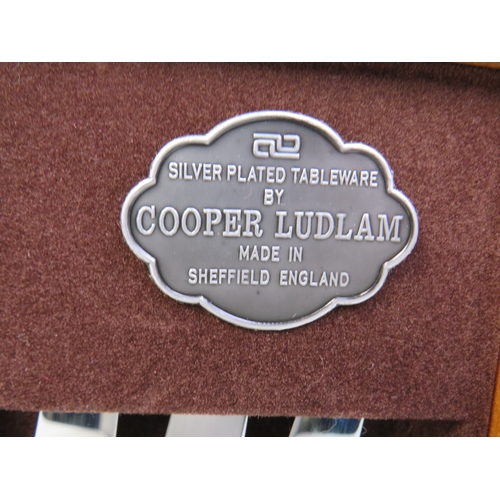 SILVER PLATED TABLEWARE
BY
COOPER LUDLAM
MADE IN
SHEFFIELD ENGLAND